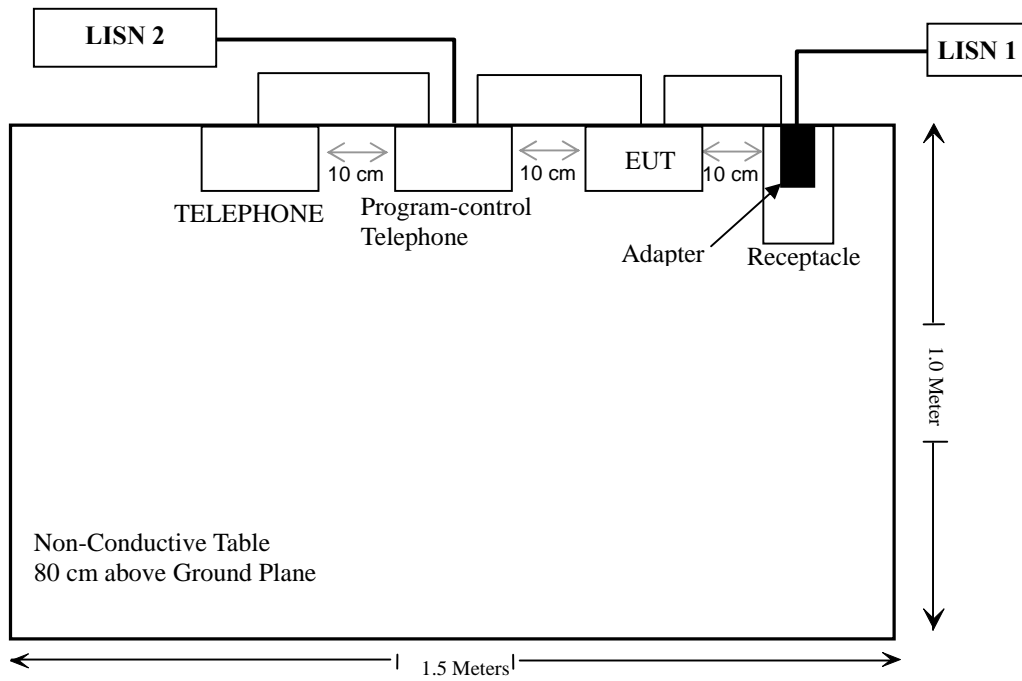 LISN 2
LISN 1
EUT
10 cm
10 cm
10 cm
TELEPHONE
Program-control
Telephone
Adapter
Receptacle
1.0 Meter
Non-Conductive Table
80 cm above Ground Plane
1.5 Meters